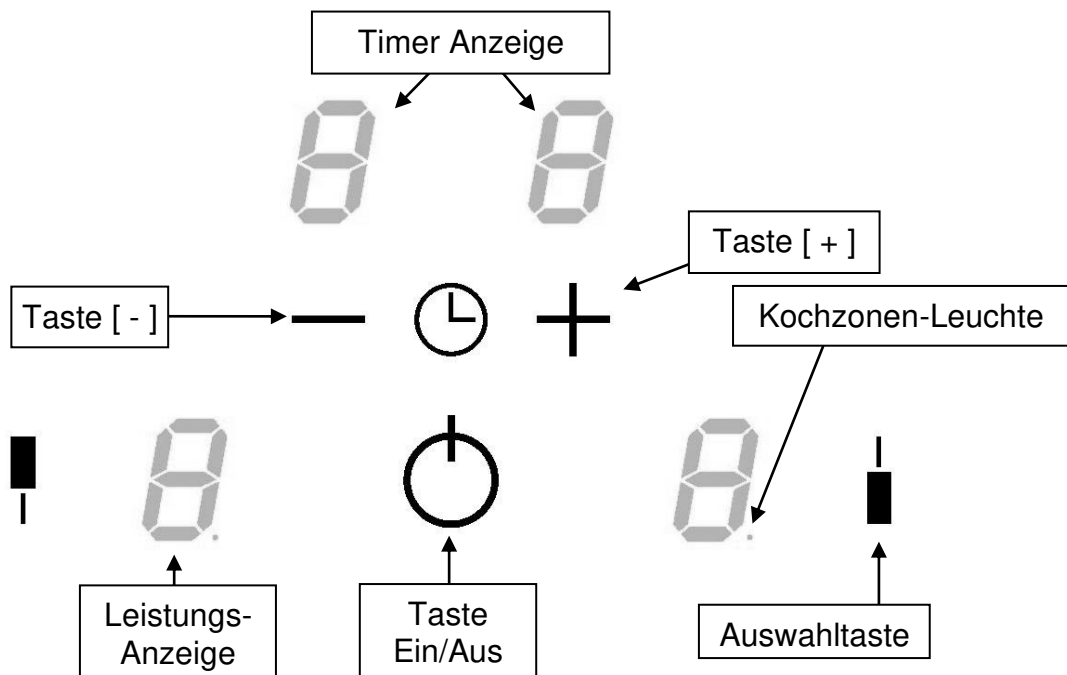 Timer Anzeige
Taste [ + ]
Taste [ - ]
Kochzonen-Leuchte
Leistungs-
Anzeige
Taste
Ein/Aus
Auswahltaste